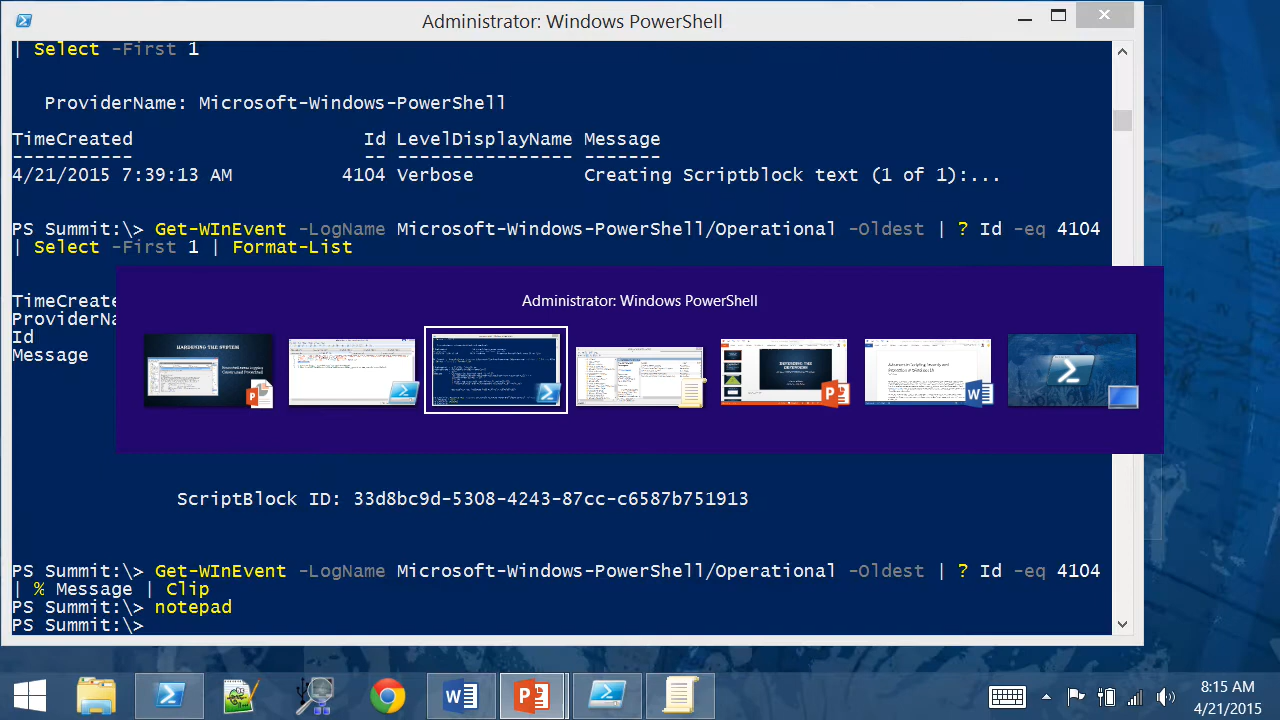 Administrator: Windows PowerShell
| Select -First 1
ProviderName: Microsoft-Windows-PowerShell
TimeCreated Id LevelDisplayName Message
----------- -- ---------------- -------
4/21/2015 7:39:13 AM 4104 Verbose Creating Scriptblock text (1 of 1):...
PS Summit:\> Get-WInEvent -LogName Microsoft-Windows-PowerShell/Operational -Oldest | ? Id -eq 4104
| Select -First 1 | Format-List
TimeCreate
ProviderNa
Id
Message
Administrator: Windows PowerShell
HARDENING THE SYSTEM
ScriptBlock ID: 33d8bc9d-5308-4243-87cc-c6587b751913
PS Summit:\> Get-WInEvent -LogName Microsoft-Windows-PowerShell/Operational -Oldest | ? Id -eq 4104
| % Message | Clip
PS Summit:\> notepad
PS Summit:\>
8:15 AM
4/21/2015